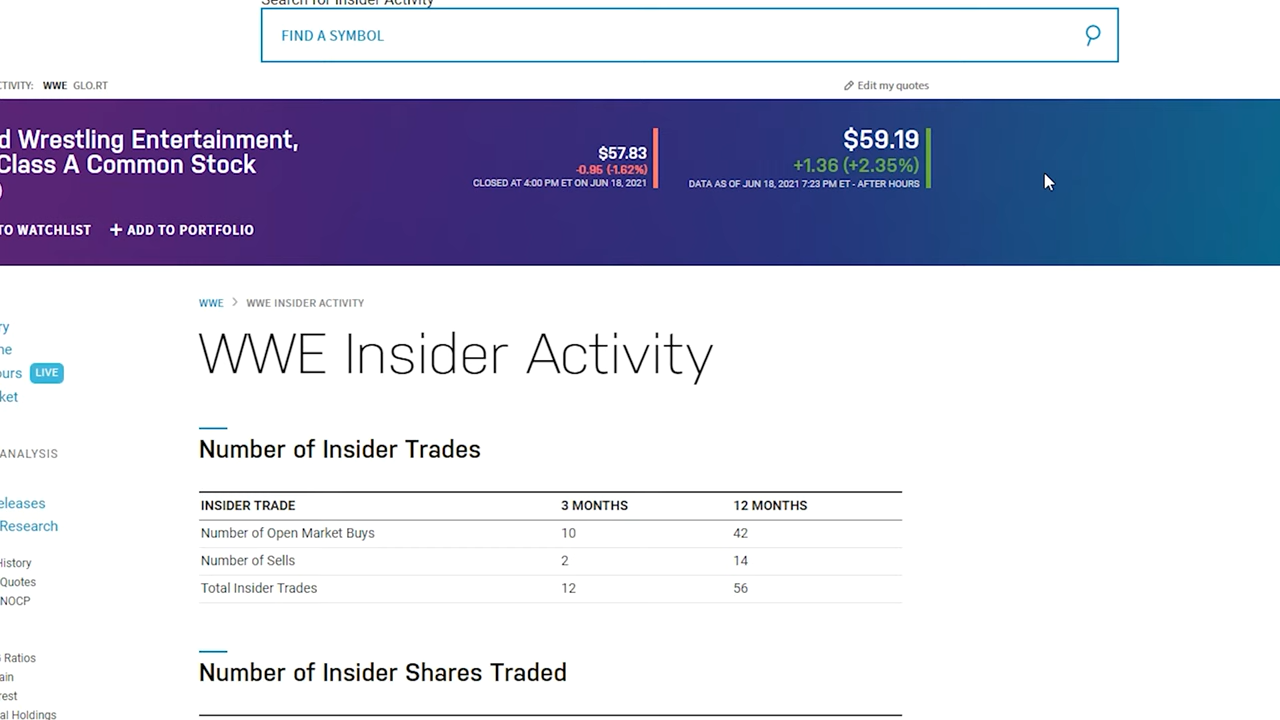 Search for Insider Activity
FIND A SYMBOL
CTIVITY: WWE GLO.RT
Edit my quotes
d Wrestling Entertainment,
Class A Common Stock
)
$57.83
-0.95 (-1.62%)
CLOSED AT 4:00 PM ET ON JUN 18, 2021
$59.19
+1.36 (+2.35%)
DATA AS OF JUN 18, 2021 7:23 PM ET - AFTER HOURS
TO WATCHLIST + ADD TO PORTFOLIO
WWE > WWE INSIDER ACTIVITY
WWE Insider Activity
ry
ne
ours LIVE
ket
ANALYSIS
eleases
Research
History
Quotes
NOCP
Ratios
ain
rest
al Holdings
Number of Insider Trades
INSIDER TRADE 3 MONTHS 12 MONTHS
Number of Open Market Buys 10 42
Number of Sells 2 14
Total Insider Trades 12 56
Number of Insider Shares Traded